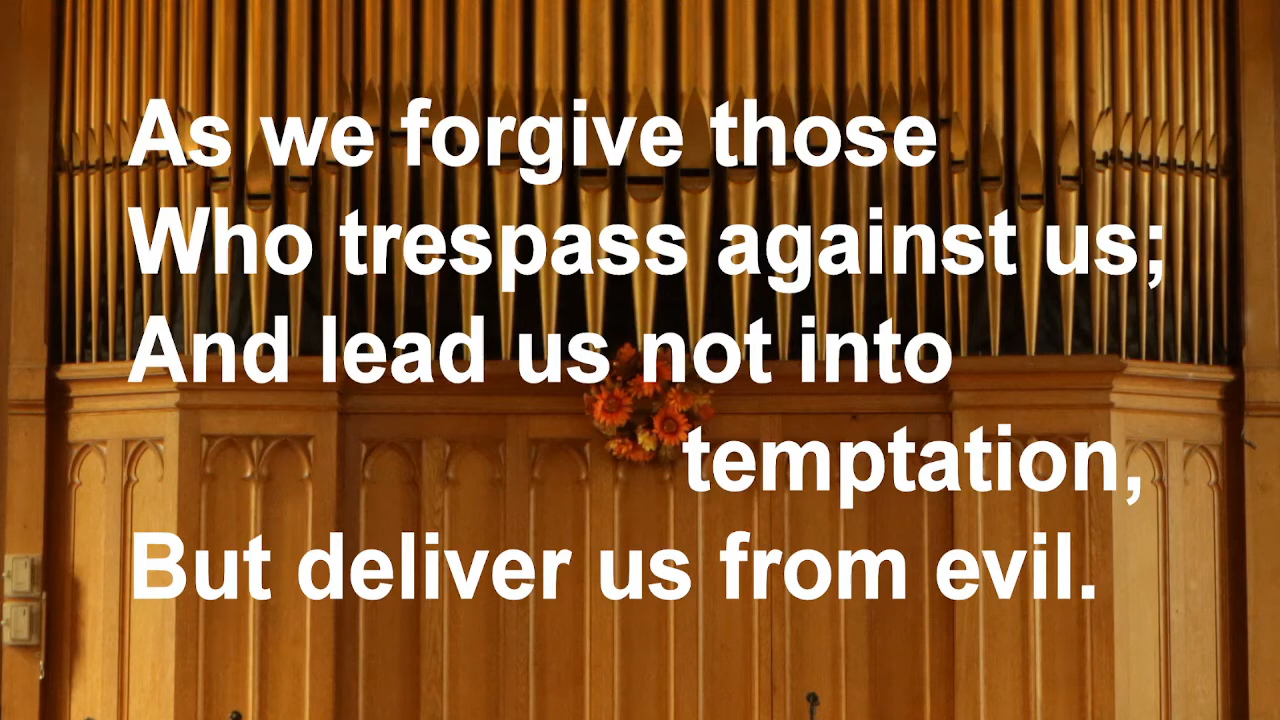 As we forgive those
Who trespass against us;
And lead us not into
temptation,
But deliver us from evil.